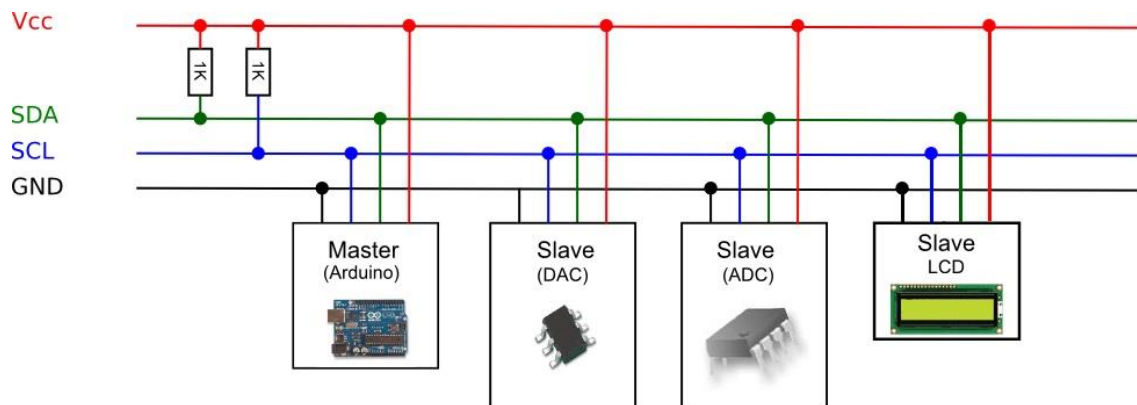 Vcc
1K
1K
SDA
SCL
GND
Master
(Arduino)
Slave
(DAC)
Slave
(ADC)
Slave
LCD